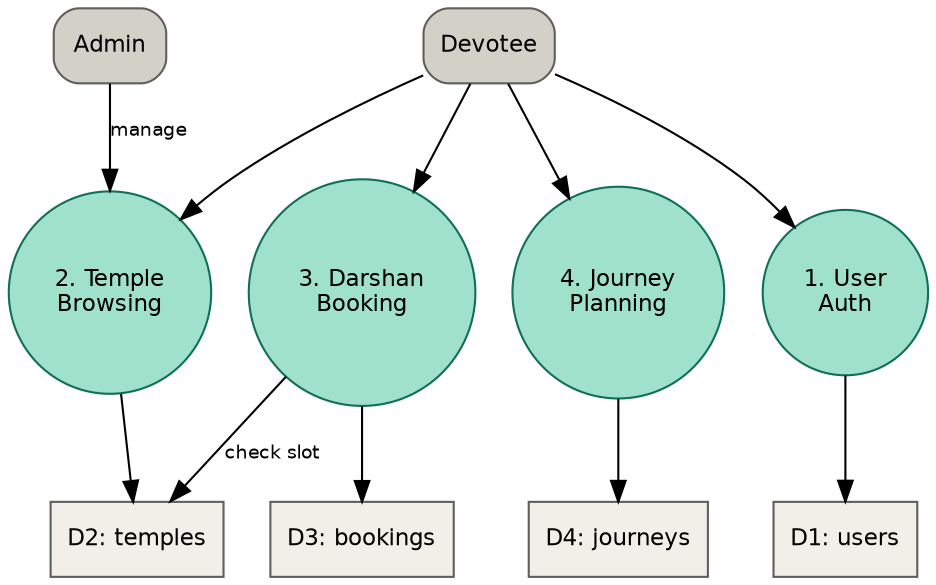 Admin
Devotee
manage
2. Temple
Browsing
3. Darshan
Booking
4. Journey
Planning
1. User
Auth
check slot
D2: temples
D3: bookings
D4: journeys
D1: users